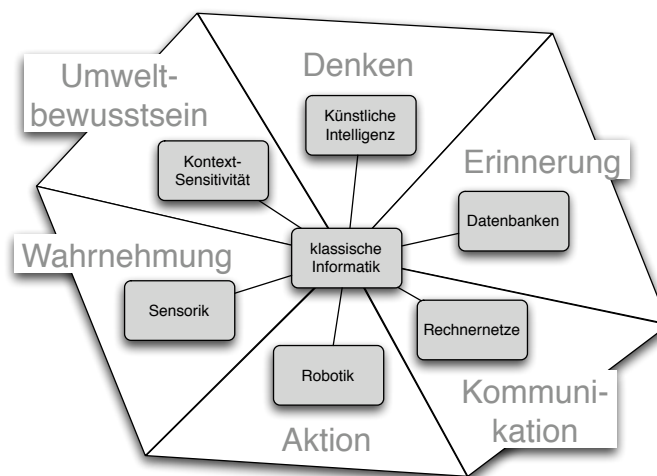 Umwelt-
bewusstsein
Denken
Künstliche
Intelligenz
Kontext-
Sensitivität
Erinnerung
Datenbanken
klassische
Informatik
Wahrnehmung
Sensorik
Rechnernetze
Robotik
Aktion
Kommuni-
kation